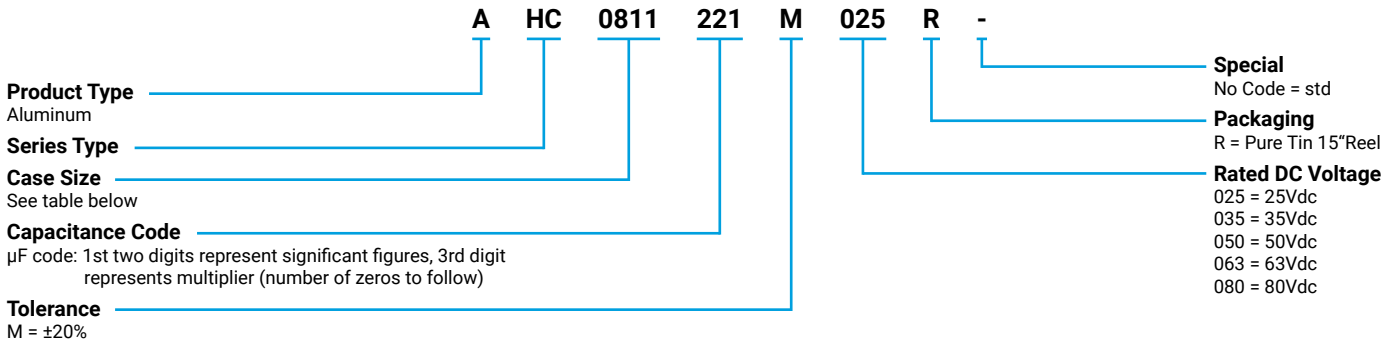 A HC 0811 221 M 025 R -
Product Type
Aluminum
Series Type
Case Size
See table below
Capacitance Code
µF code: 1st two digits represent significant figures, 3rd digit
represents multiplier (number of zeros to follow)
Tolerance
M = ±20%
Special
No Code = std
Packaging
R = Pure Tin 15“Reel
Rated DC Voltage
025 = 25Vdc
035 = 35Vdc
050 = 50Vdc
063 = 63Vdc
080 = 80Vdc